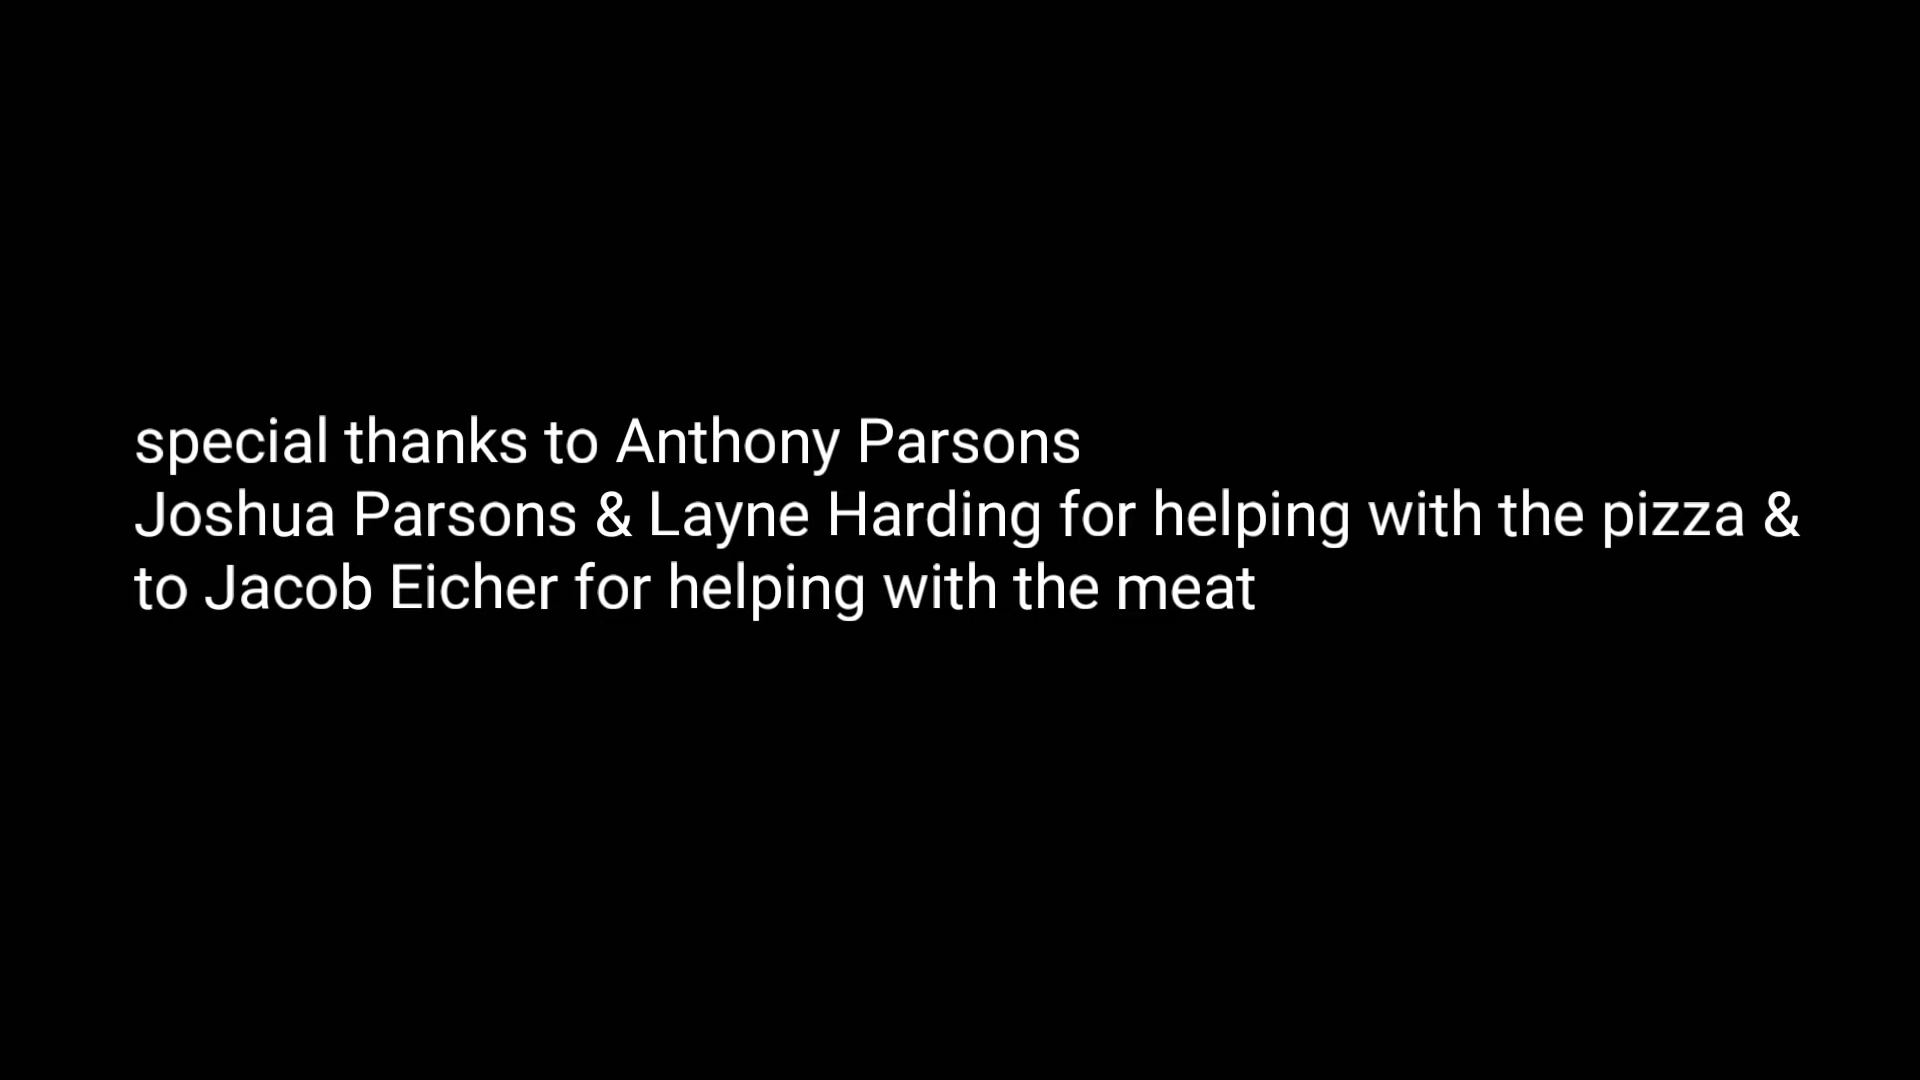 special thanks to Anthony Parsons
Joshua Parsons & Layne Harding for helping with the pizza &
to Jacob Eicher for helping with the meat